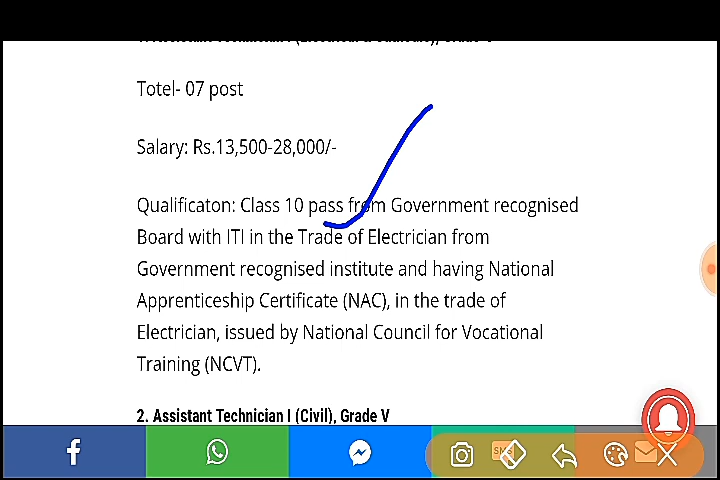 Totel- 07 post
Salary: Rs.13,500-28,000/-
Qualificaton: Class 10 pass from Government recognised
Board with ITI in the Trade of Electrician from
Government recognised institute and having National
Apprenticeship Certificate (NAC), in the trade of
Electrician, issued by National Council for Vocational
Training (NCVT).
2. Assistant Technician I (Civil), Grade V
SMS